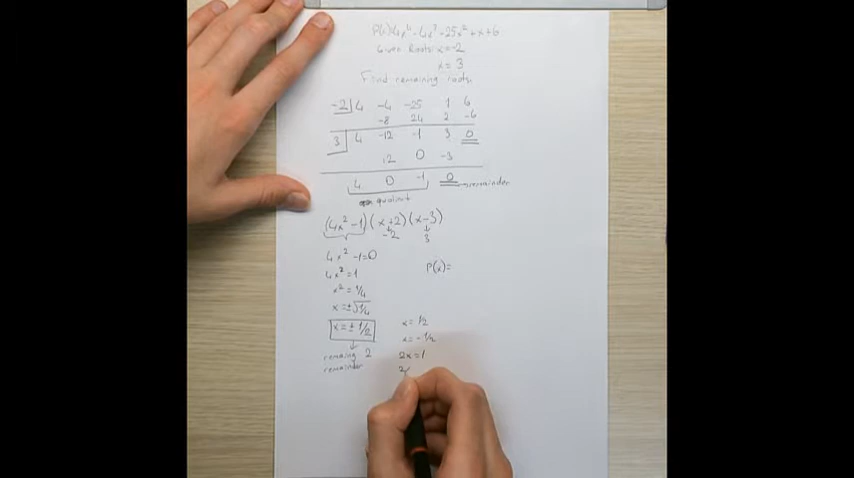 P(x)=4x⁴-4x³-25x²+x+6
Given Roots: x=-2
x= 3
Find remaining roots
-2| 4 -4 -25 1 6
-8 24 2 -6
3| 4 -12 -1 3 0
12 0 -3
4 0 -1 0 → remainder
quotient
(4x²-1)(x+2)(x-3)
-2 3
4x²-1=0
4x²=1
x²=1/4
x=±√1/4
x=±1/2
remaing 2
remainder
P(x)=
x=1/2
x=-1/2
2x=1
2